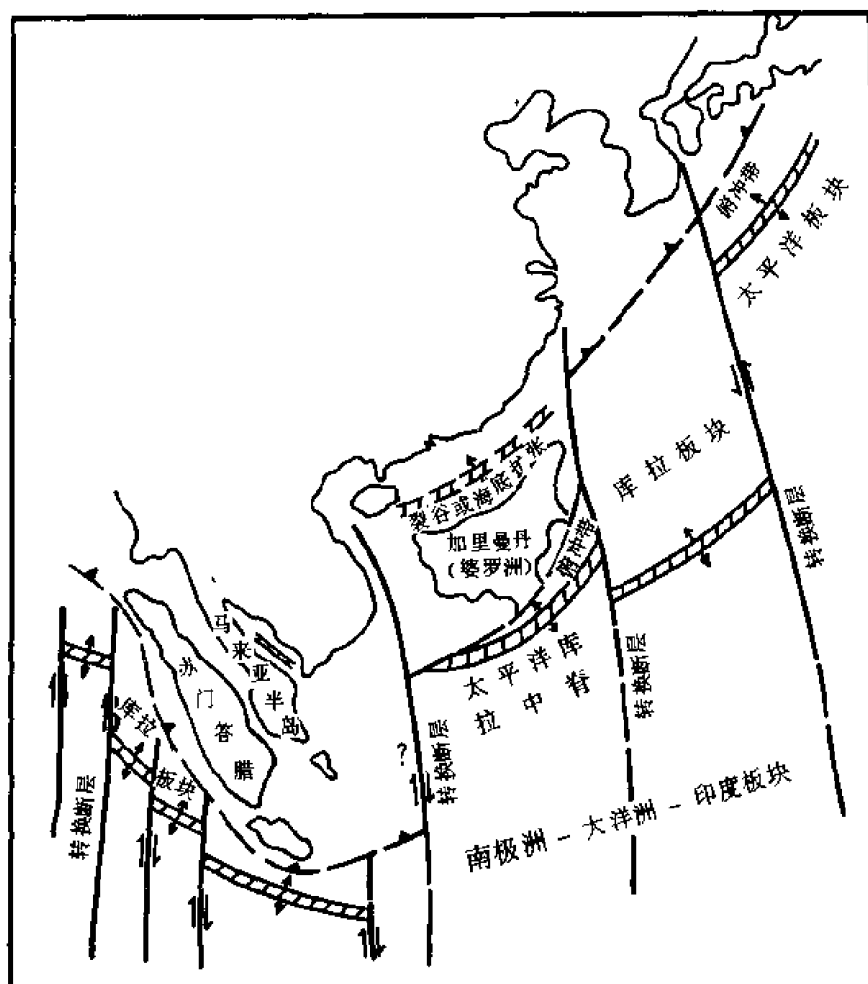 俯冲带
太平洋板块
库拉板块
转换断层
裂谷或海底扩张
加里曼丹
(婆罗洲)
俯冲带
太平洋库
拉中脊
转换断层
马来亚半岛
苏门答腊
库拉
板块
转换断层
?
转换断层
南极洲-大洋洲-印度板块